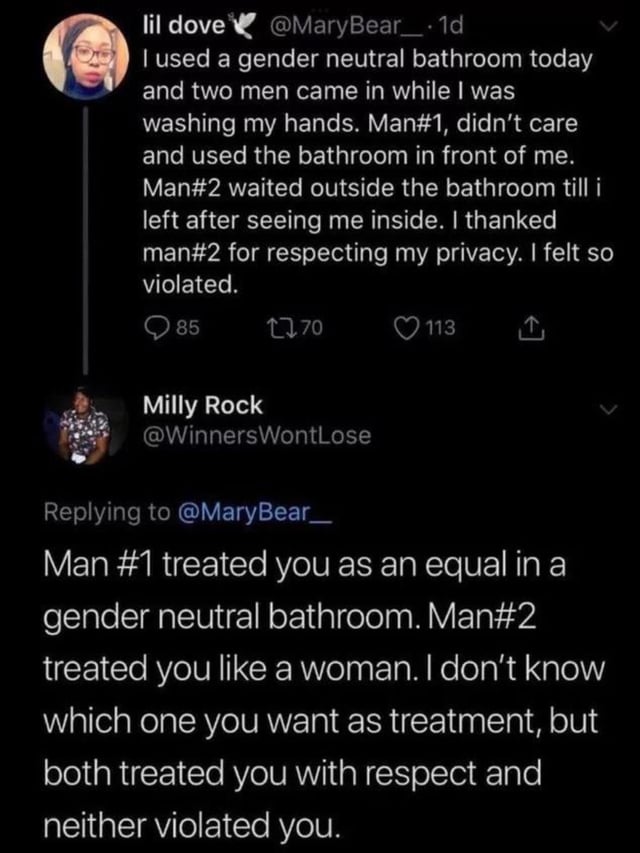 lil dove🕊 @MaryBear__ · 1d
I used a gender neutral bathroom today
and two men came in while I was
washing my hands. Man#1, didn't care
and used the bathroom in front of me.
Man#2 waited outside the bathroom till i
left after seeing me inside. I thanked
man#2 for respecting my privacy. I felt so
violated.
85 70 113
Milly Rock
@WinnersWontLose
Replying to @MaryBear__
Man #1 treated you as an equal in a
gender neutral bathroom. Man#2
treated you like a woman. I don't know
which one you want as treatment, but
both treated you with respect and
neither violated you.